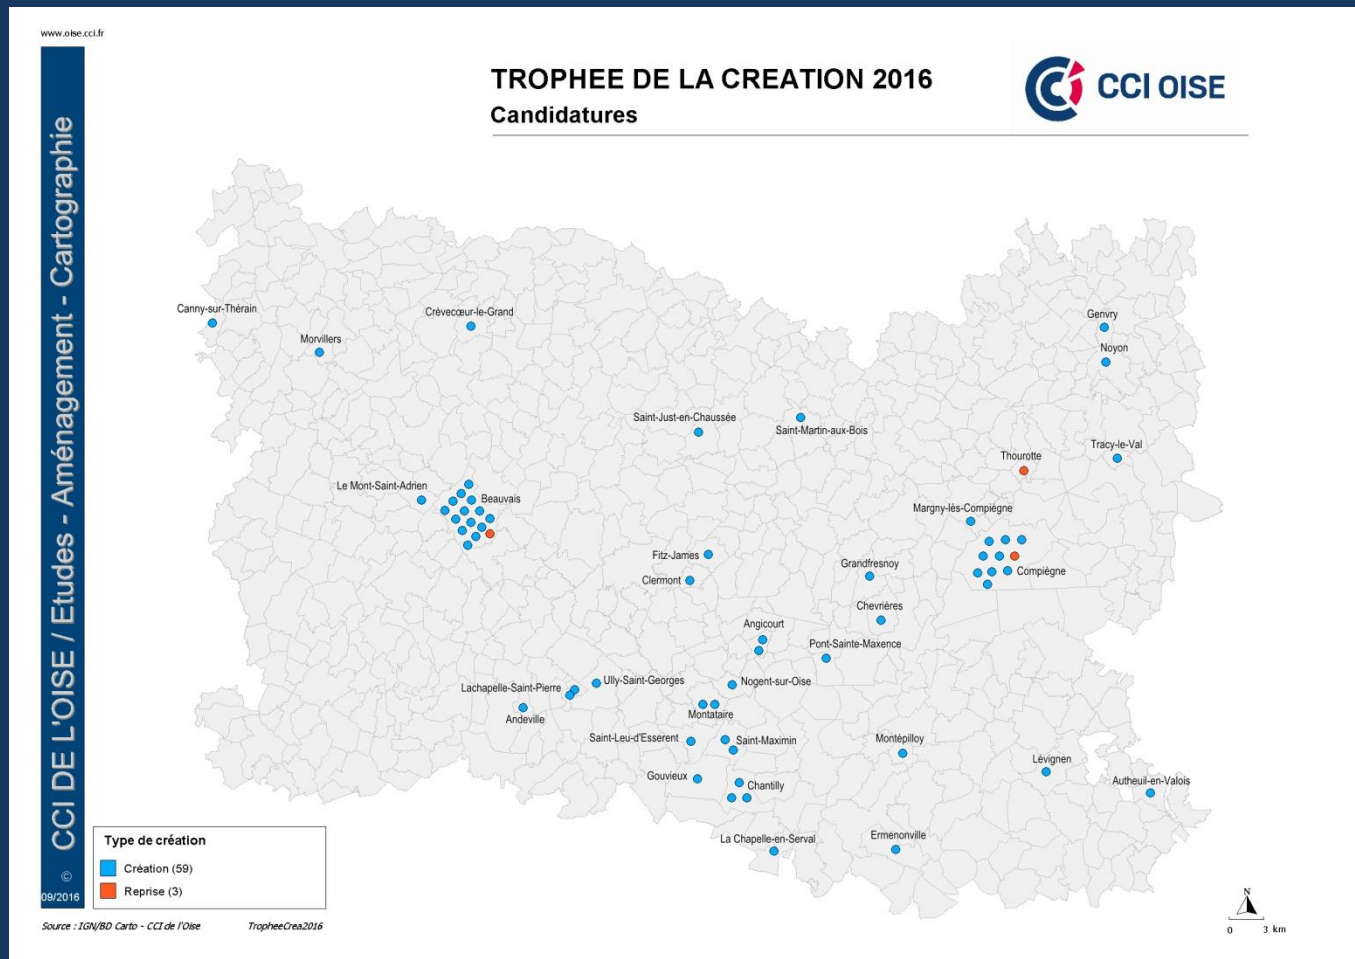 www.oise.cci.fr
TROPHEE DE LA CREATION 2016
Candidatures
CCI OISE
CCI DE L'OISE / Etudes - Aménagement - Cartographie
©
09/2016
Canny-sur-Thérain
Crèvecœur-le-Grand
Genvry
Morvillers
Noyon
Saint-Just-en-Chaussée
Saint-Martin-aux-Bois
Tracy-le-Val
Thourotte
Le Mont-Saint-Adrien
Beauvais
Margny-lès-Compiègne
Fitz-James
Grandfresnoy
Compiègne
Clermont
Chevrières
Angicourt
Pont-Sainte-Maxence
Ully-Saint-Georges
Nogent-sur-Oise
Lachapelle-Saint-Pierre
Montataire
Andeville
Saint-Leu-d'Esserent
Saint-Maximin
Montépilloy
Lévignen
Gouvieux
Chantilly
Autheuil-en-Valois
La Chapelle-en-Serval
Ermenonville
Type de création
Création (59)
Reprise (3)
Source : IGN/BD Carto - CCI de l'Oise
TropheeCrea2016
N
0 3 km